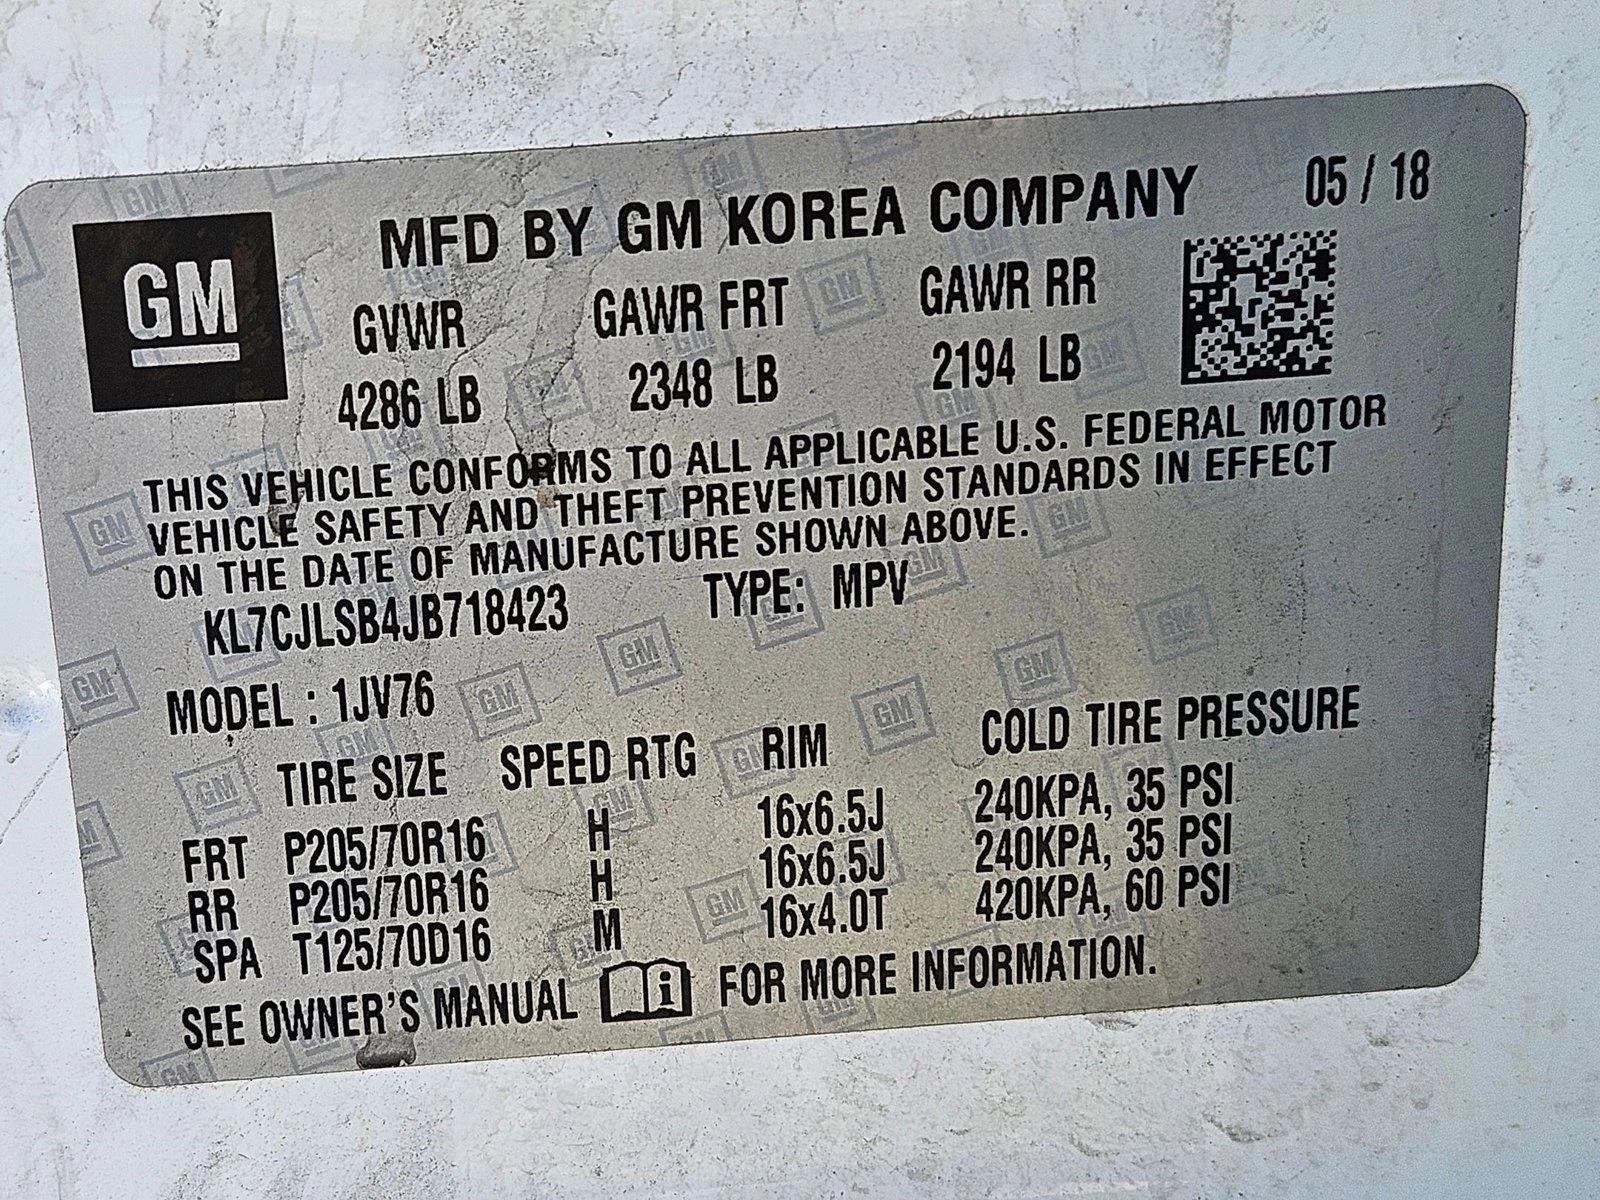 GM
MFD BY GM KOREA COMPANY 05 / 18
GVWR GAWR FRT GAWR RR
4286 LB 2348 LB 2194 LB
THIS VEHICLE CONFORMS TO ALL APPLICABLE U.S. FEDERAL MOTOR
VEHICLE SAFETY AND THEFT PREVENTION STANDARDS IN EFFECT
ON THE DATE OF MANUFACTURE SHOWN ABOVE.
KL7CJLSB4JB718423 TYPE: MPV
MODEL : 1JV76
TIRE SIZE SPEED RTG RIM COLD TIRE PRESSURE
FRT P205/70R16 H 16x6.5J 240KPA, 35 PSI
RR P205/70R16 H 16x6.5J 240KPA, 35 PSI
SPA T125/70D16 M 16x4.0T 420KPA, 60 PSI
SEE OWNER'S MANUAL i FOR MORE INFORMATION.